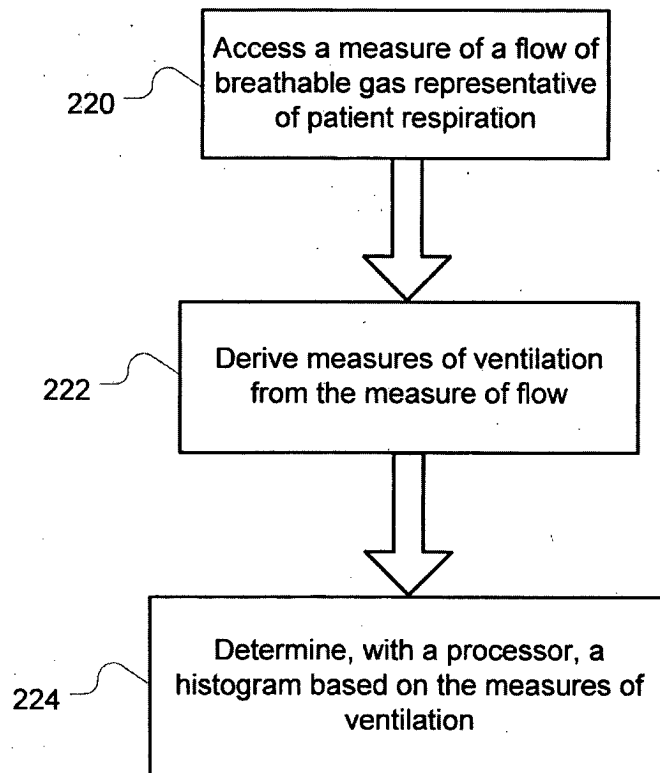 Access a measure of a flow of
breathable gas representative
of patient respiration
220
Derive measures of ventilation
from the measure of flow
222
Determine, with a processor, a
histogram based on the measures of
ventilation
224